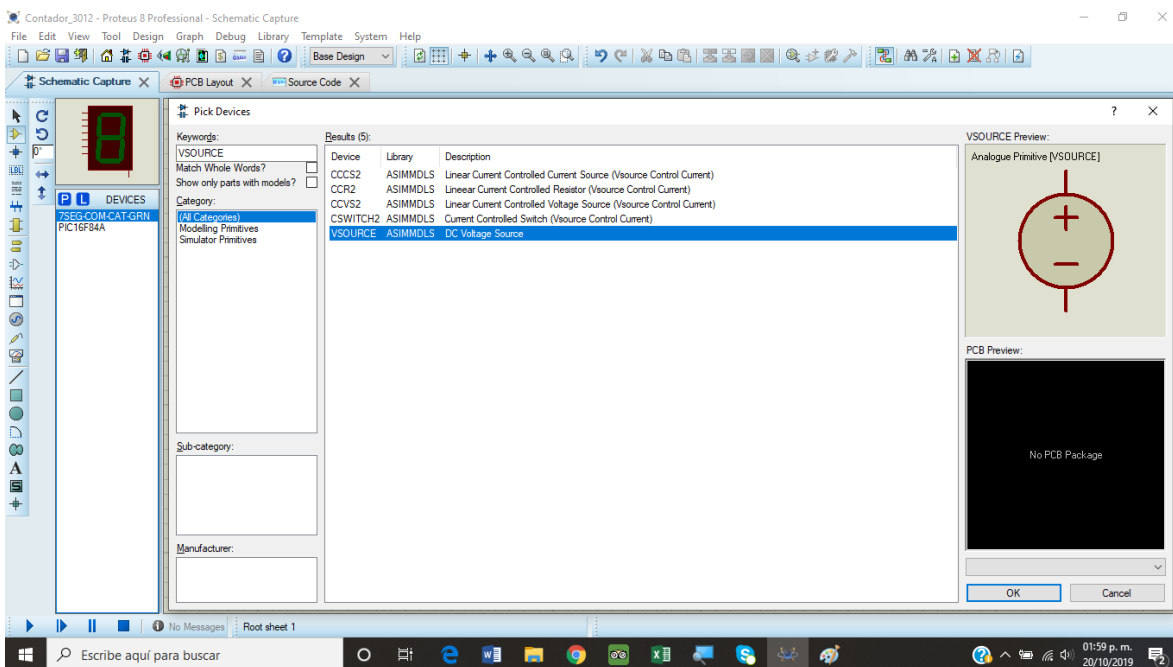 Contador_3012 - Proteus 8 Professional - Schematic Capture
File Edit View Tool Design Graph Debug Library Template System Help
Base Design
Schematic Capture PCB Layout Source Code
Pick Devices
Keywords:
VSOURCE
Match Whole Words?
Show only parts with models?
Category:
(All Categories)
Modelling Primitives
Simulator Primitives
Sub-category:
Manufacturer:
Results (5):
Device Library Description
CCCS2 ASIMMDLS Linear Current Controlled Current Source (Vsource Control Current)
CCR2 ASIMMDLS Lineear Current Controlled Resistor (Vsource Control Current)
CCVS2 ASIMMDLS Linear Current Controlled Voltage Source (Vsource Control Current)
CSWITCH2 ASIMMDLS Current Controlled Switch (Vsource Control Current)
VSOURCE ASIMMDLS DC Voltage Source
VSOURCE Preview:
Analogue Primitive [VSOURCE]
PCB Preview:
No PCB Package
OK Cancel
0°
LBL
P L DEVICES
7SEG-COM-CAT-GRN
PIC16F84A
A
S
No Messages Root sheet 1
Escribe aquí para buscar
01:59 p. m.
20/10/2019